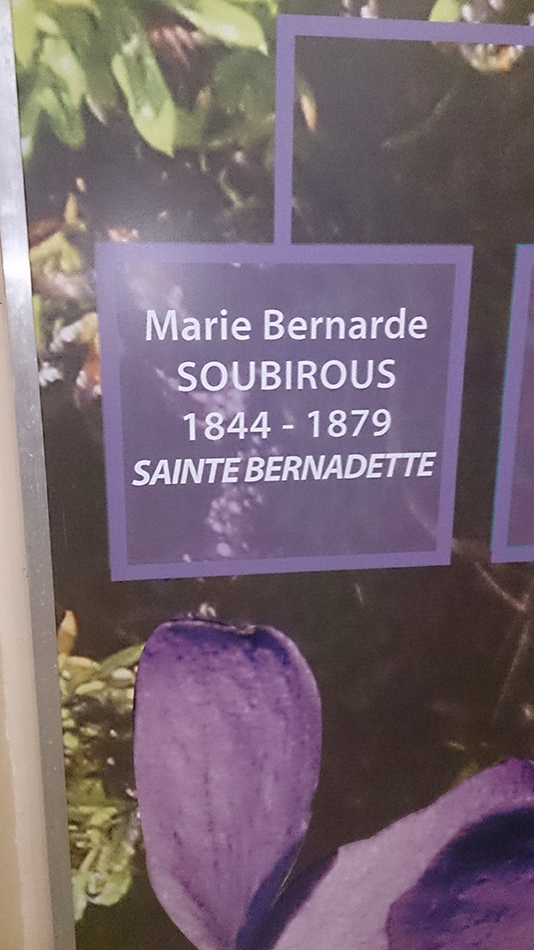 Marie Bernarde
SOUBIROUS
1844 - 1879
SAINTE BERNADETTE